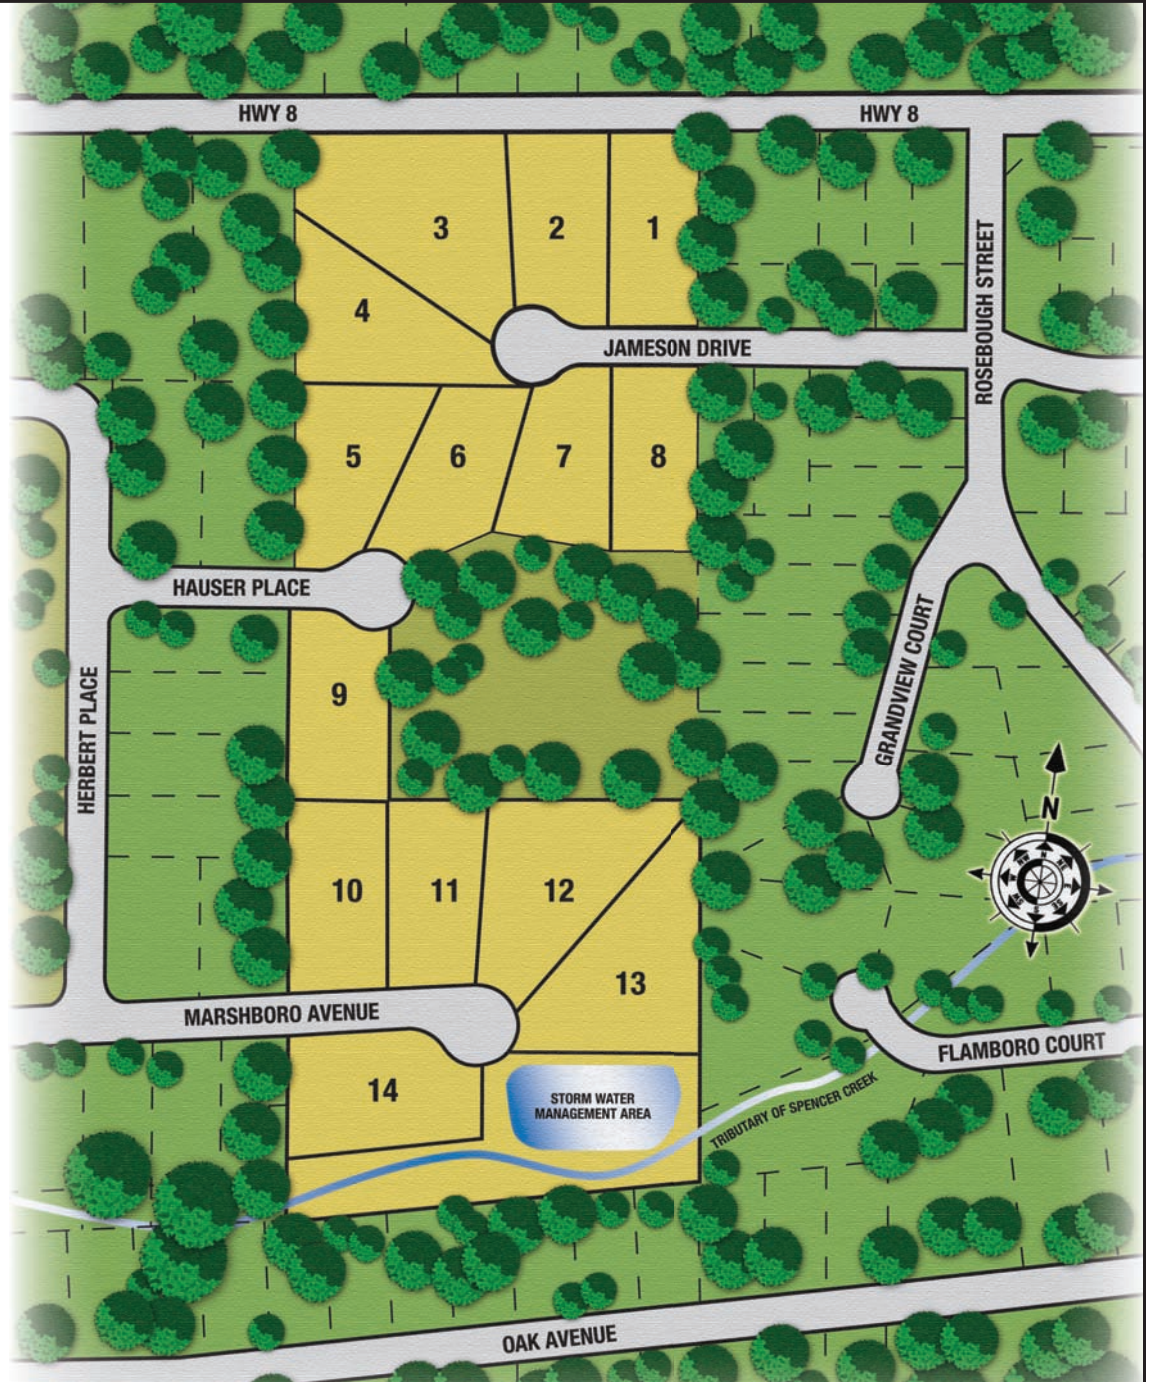 HWY 8
HWY 8
3
2
1
4
JAMESON DRIVE
ROSEBOUGH STREET
5
6
7
8
HAUSER PLACE
HERBERT PLACE
9
GRANDVIEW COURT
N
10
11
12
13
MARSHBORO AVENUE
FLAMBORO COURT
14
STORM WATER
MANAGEMENT AREA
TRIBUTARY OF SPENCER CREEK
OAK AVENUE